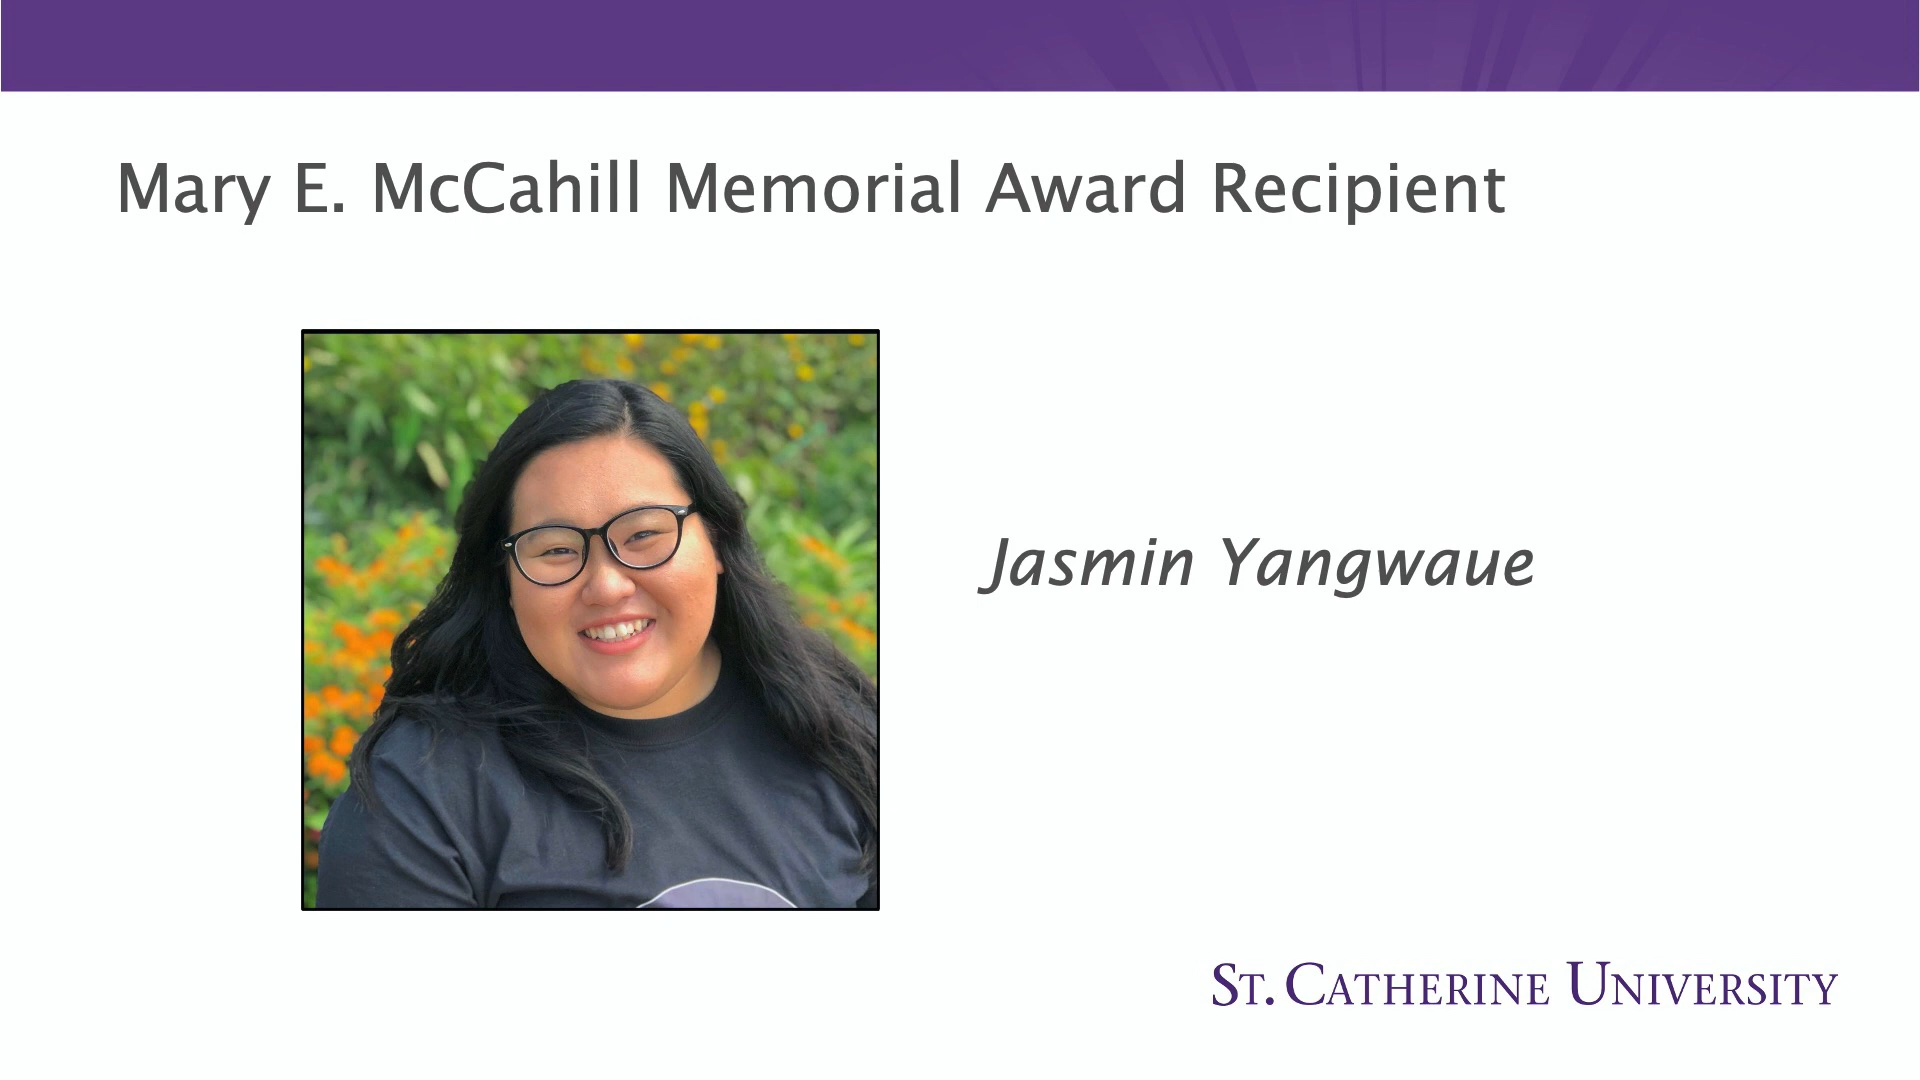 Mary E. McCahill Memorial Award Recipient
Jasmin Yangwaue
ST. CATHERINE UNIVERSITY